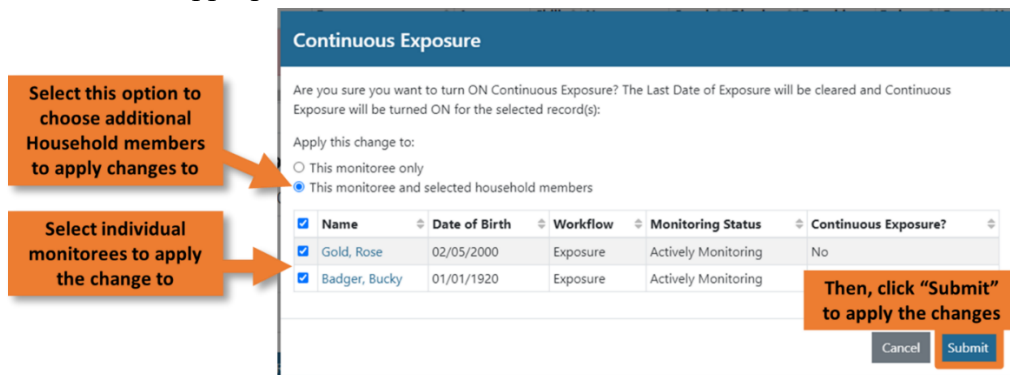 Continuous Exposure
Are you sure you want to turn ON Continuous Exposure? The Last Date of Exposure will be cleared and Continuous
Exposure will be turned ON for the selected record(s):
Select this option to
choose additional
Household members
to apply changes to
Apply this change to:
This monitoree only
This monitoree and selected household members
Select individual
monitorees to apply
the change to
Name Date of Birth Workflow Monitoring Status Continuous Exposure?
Gold, Rose 02/05/2000 Exposure Actively Monitoring No
Badger, Bucky 01/01/1920 Exposure Actively Monitoring
Then, click “Submit”
to apply the changes
Cancel Submit